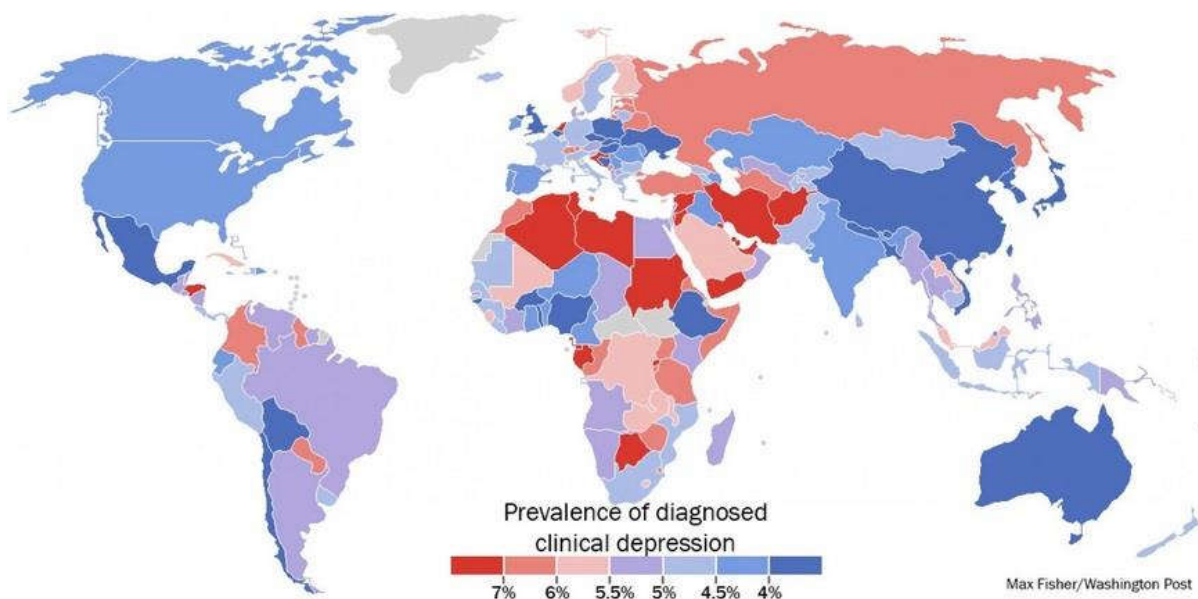 Prevalence of diagnosed
clinical depression
7% 6% 5.5% 5% 4.5% 4%
Max Fisher/Washington Post